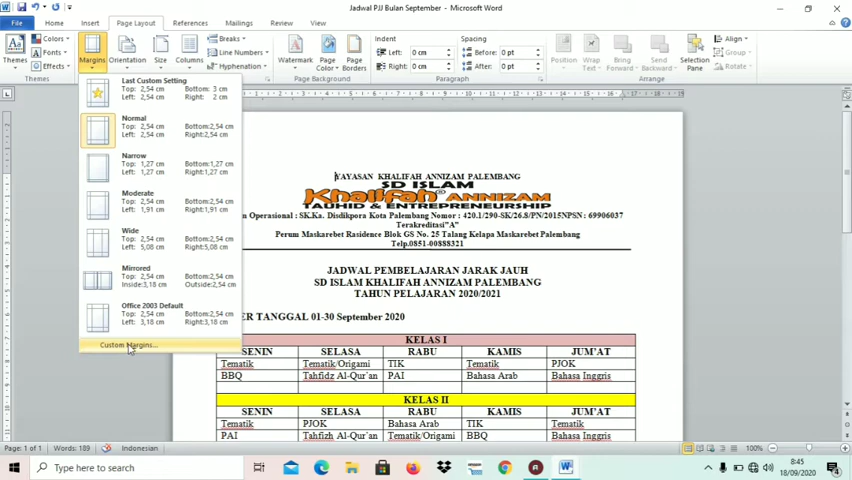 Jadwal PJJ Bulan September - Microsoft Word
File Home Insert Page Layout References Mailings Review View
Themes
Colors
Fonts
Effects
Themes
Margins
Orientation
Size
Columns
Breaks
Line Numbers
Hyphenation
Watermark
Page Color
Page Borders
Page Background
Indent
Left: 0 cm
Right: 0 cm
Spacing
Before: 0 pt
After: 0 pt
Paragraph
Position
Wrap Text
Bring Forward
Send Backward
Selection Pane
Align
Group
Rotate
Arrange
Last Custom Setting
Top: 2,54 cm Bottom: 3 cm
Left: 2,54 cm Right: 2 cm
Normal
Top: 2,54 cm Bottom:2,54 cm
Left: 2,54 cm Right:2,54 cm
Narrow
Top: 1,27 cm Bottom:1,27 cm
Left: 1,27 cm Right:1,27 cm
Moderate
Top: 2,54 cm Bottom:2,54 cm
Left: 1,91 cm Right:1,91 cm
Wide
Top: 2,54 cm Bottom:2,54 cm
Left: 5,08 cm Right:5,08 cm
Mirrored
Top: 2,54 cm Bottom:2,54 cm
Inside:3,18 cm Outside:2,54 cm
Office 2003 Default
Top: 2,54 cm Bottom:2,54 cm
Left: 3,18 cm Right:3,18 cm
Custom Margins...
YAYASAN KHALIFAH ANNIZAM PALEMBANG
SD ISLAM
Khalifah® ANNIZAM
TAUHID & ENTREPRENEURSHIP
n Operasional : SK.Ka. Disdikpora Kota Palembang Nomor : 420.1/290-SK/26.8/PN/2015NPSN : 69906037
Terakreditasi"A"
Perum Maskarebet Rasidence Blok GS No. 25 Talang Kelapa Maskarebet Palembang
Telp.0851-00888321
JADWAL PEMBELAJARAN JARAK JAUH
SD ISLAM KHALIFAH ANNIZAM PALEMBANG
TAHUN PELAJARAN 2020/2021
ER TANGGAL 01-30 September 2020
KELAS I
SENIN SELASA RABU KAMIS JUM'AT
Tematik Tematik/Origami TIK Tematik PJOK
BBQ Tahfidz Al-Qur'an PAI Bahasa Arab Bahasa Inggris
KELAS II
SENIN SELASA RABU KAMIS JUM'AT
Tematik PJOK Bahasa Arab TIK Tematik
PAI Tahfizh Al-Qur'an Tematik/Origami BBQ Bahasa Inggris
Page: 1 of 1 Words: 189 Indonesian 100%
Type here to search
8:45
18/09/2020